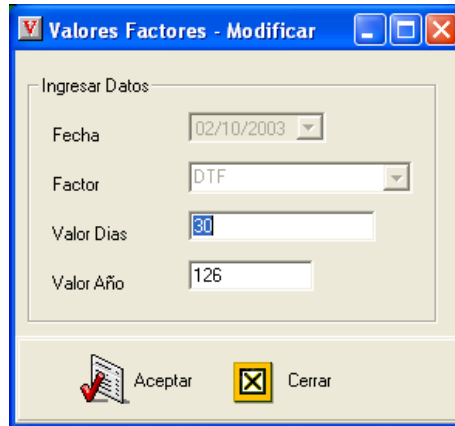 Valores Factores - Modificar
Ingresar Datos
Fecha 02/10/2003
Factor DTF
Valor Dias 30
Valor Año 126
Aceptar Cerrar